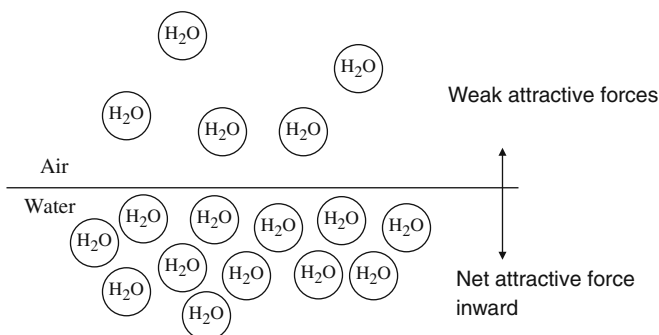 H₂O
H₂O
Weak attractive forces
H₂O
H₂O H₂O
Air
Water
H₂O H₂O H₂O H₂O H₂O
H₂O
H₂O H₂O H₂O H₂O
H₂O
H₂O
Net attractive force
inward